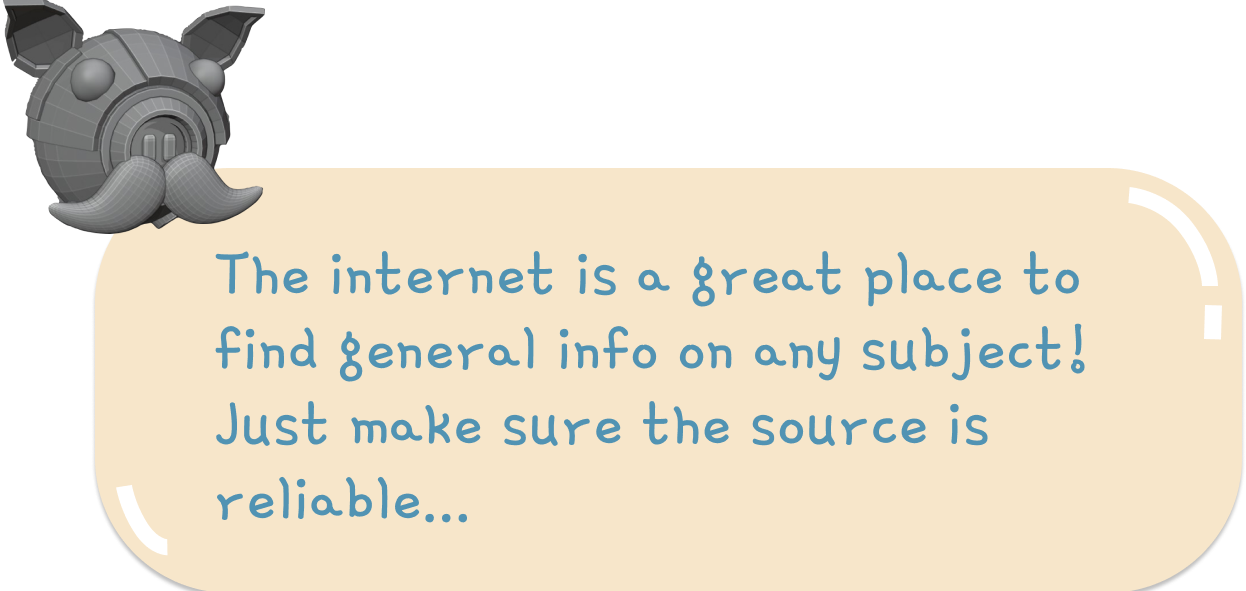 The internet is a great place to
find general info on any subject!
Just make sure the source is
reliable...